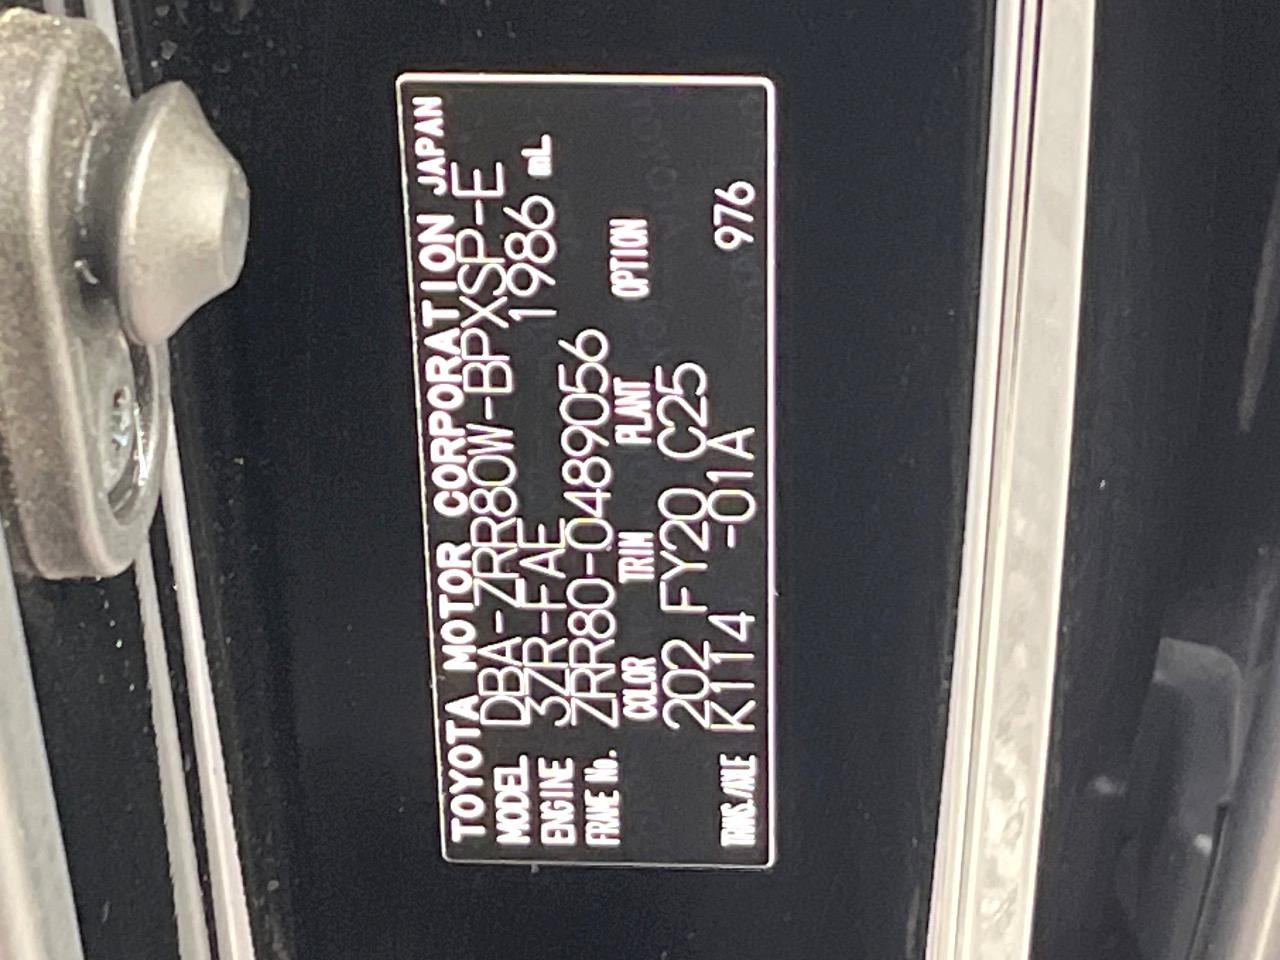 TOYOTA MOTOR CORPORATION JAPAN
MODEL DBA-ZRR80W-BPXSP-E
ENGINE 3ZR-FAE 1986 mL
FRAME No. ZRR80-0489056
COLOR TRIM PLANT OPTION
202 FY20 C25
TRANS./AXLE K114 -01A 976